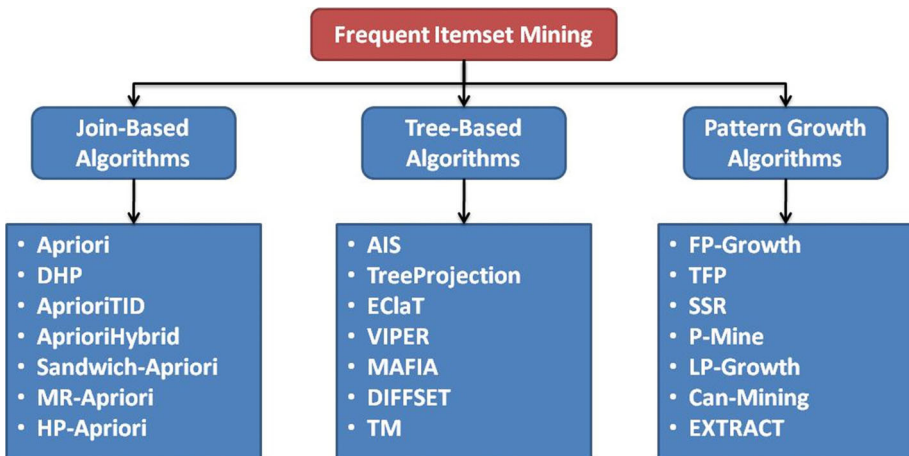 Frequent Itemset Mining
Join-Based
Algorithms
Tree-Based
Algorithms
Pattern Growth
Algorithms
• Apriori
• DHP
• AprioriTID
• AprioriHybrid
• Sandwich-Apriori
• MR-Apriori
• HP-Apriori
• AIS
• TreeProjection
• EClaT
• VIPER
• MAFIA
• DIFFSET
• TM
• FP-Growth
• TFP
• SSR
• P-Mine
• LP-Growth
• Can-Mining
• EXTRACT